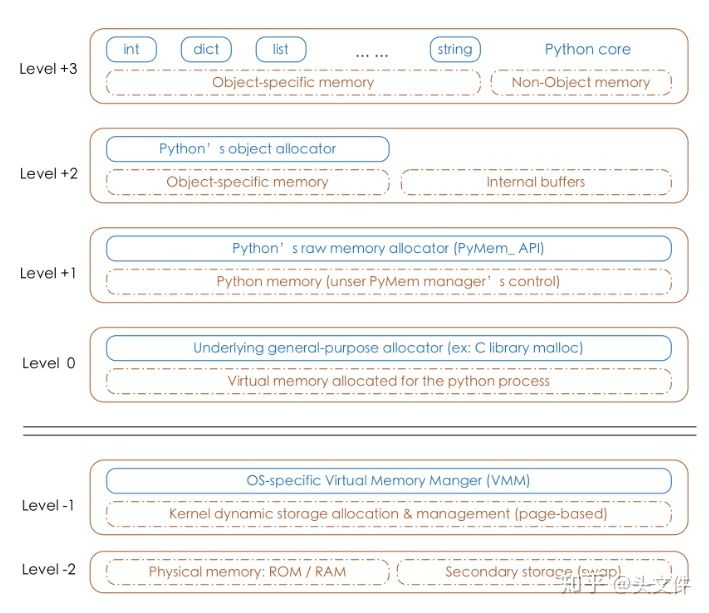 int
dict
list
... ...
string
Python core
Level +3
Object-specific memory
Non-Object memory
Python’s object allocator
Level +2
Object-specific memory
Internal buffers
Python’s raw memory allocator (PyMem_ API)
Level +1
Python memory (unser PyMem manager’s control)
Underlying general-purpose allocator (ex: C library malloc)
Level 0
Virtual memory allocated for the python process
OS-specific Virtual Memory Manger (VMM)
Level -1
Kernel dynamic storage allocation & management (page-based)
Level -2
Physical memory: ROM / RAM
Secondary storage (swap)
知乎 @头文件